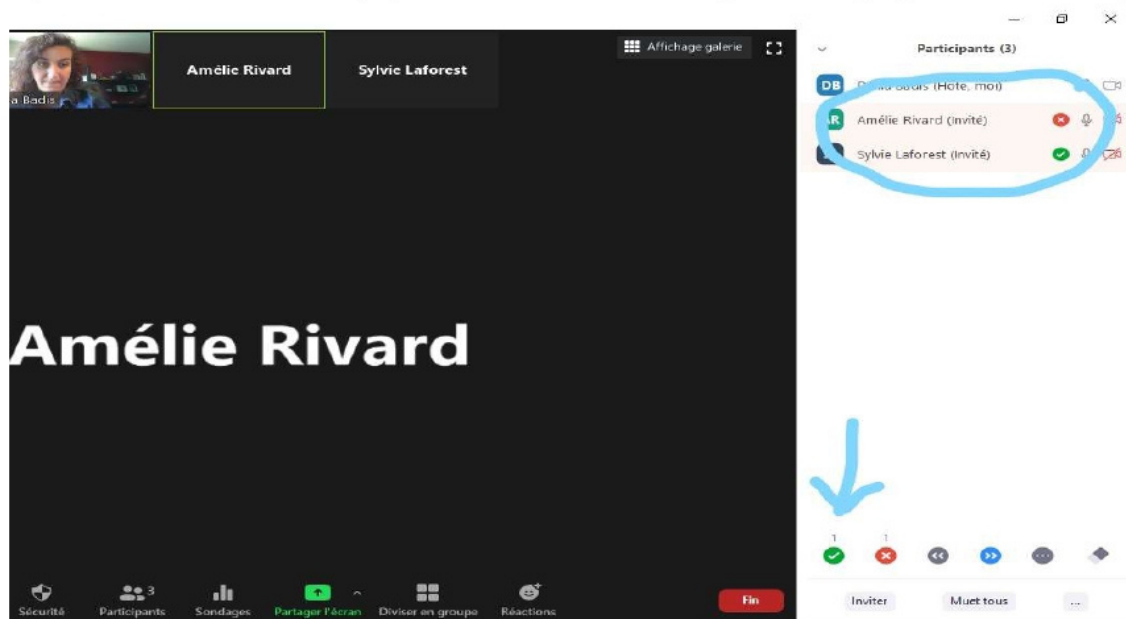 Affichage galerie
Participants (3)
a Badis
Amélie Rivard
Sylvie Laforest
DB
(Hôte, moi)
AR
Amélie Rivard (Invité)
Sylvie Laforest (Invité)
Amélie Rivard
1
1
3
Sécurité
Participants
Sondages
Partager l'écran
Diviser en groupe
Réactions
Fin
Inviter
Muet tous
...